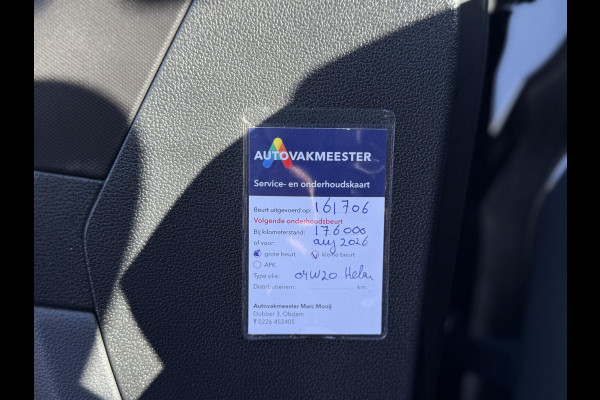 AUTOVAKMEESTER
Service- en onderhoudskaart
Beurt uitgevoerd op: 161706
Volgende onderhoudsbeurt
Bij kilometerstand: 176000
of voor: aug 2026
grote beurt kleine beurt
APK
Type olie: 0W20 Helix
Distributieriem: km
Autovakmeester Marc Mooij
Dobber 3, Obdam
T 0226-452405